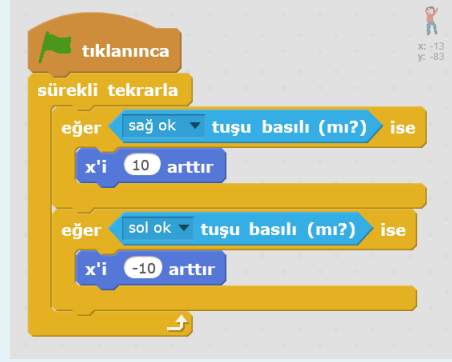 tıklanınca
x: -13
y: -83
sürekli tekrarla
eğer sağ ok tuşu basılı (mı?) ise
x'i 10 arttır
eğer sol ok tuşu basılı (mı?) ise
x'i -10 arttır